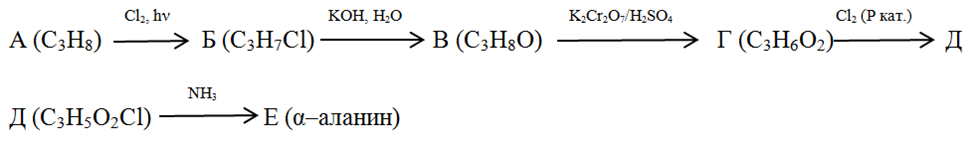 Cl2, hν KOH, H2O K2Cr2O7/H2SO4 Cl2 (P кат.)
А (C3H8) ⟶ Б (C3H7Cl) ⟶ В (C3H8O) ⟶ Г (C3H6O2) ⟶ Д
NH3
Д (C3H5O2Cl) ⟶ Е (α–аланин)